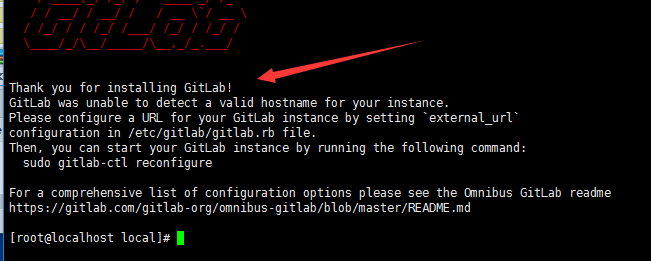 Thank you for installing GitLab!
GitLab was unable to detect a valid hostname for your instance.
Please configure a URL for your GitLab instance by setting `external_url`
configuration in /etc/gitlab/gitlab.rb file.
Then, you can start your GitLab instance by running the following command:
sudo gitlab-ctl reconfigure
For a comprehensive list of configuration options please see the Omnibus GitLab readme
https://gitlab.com/gitlab-org/omnibus-gitlab/blob/master/README.md
[root@localhost local]#